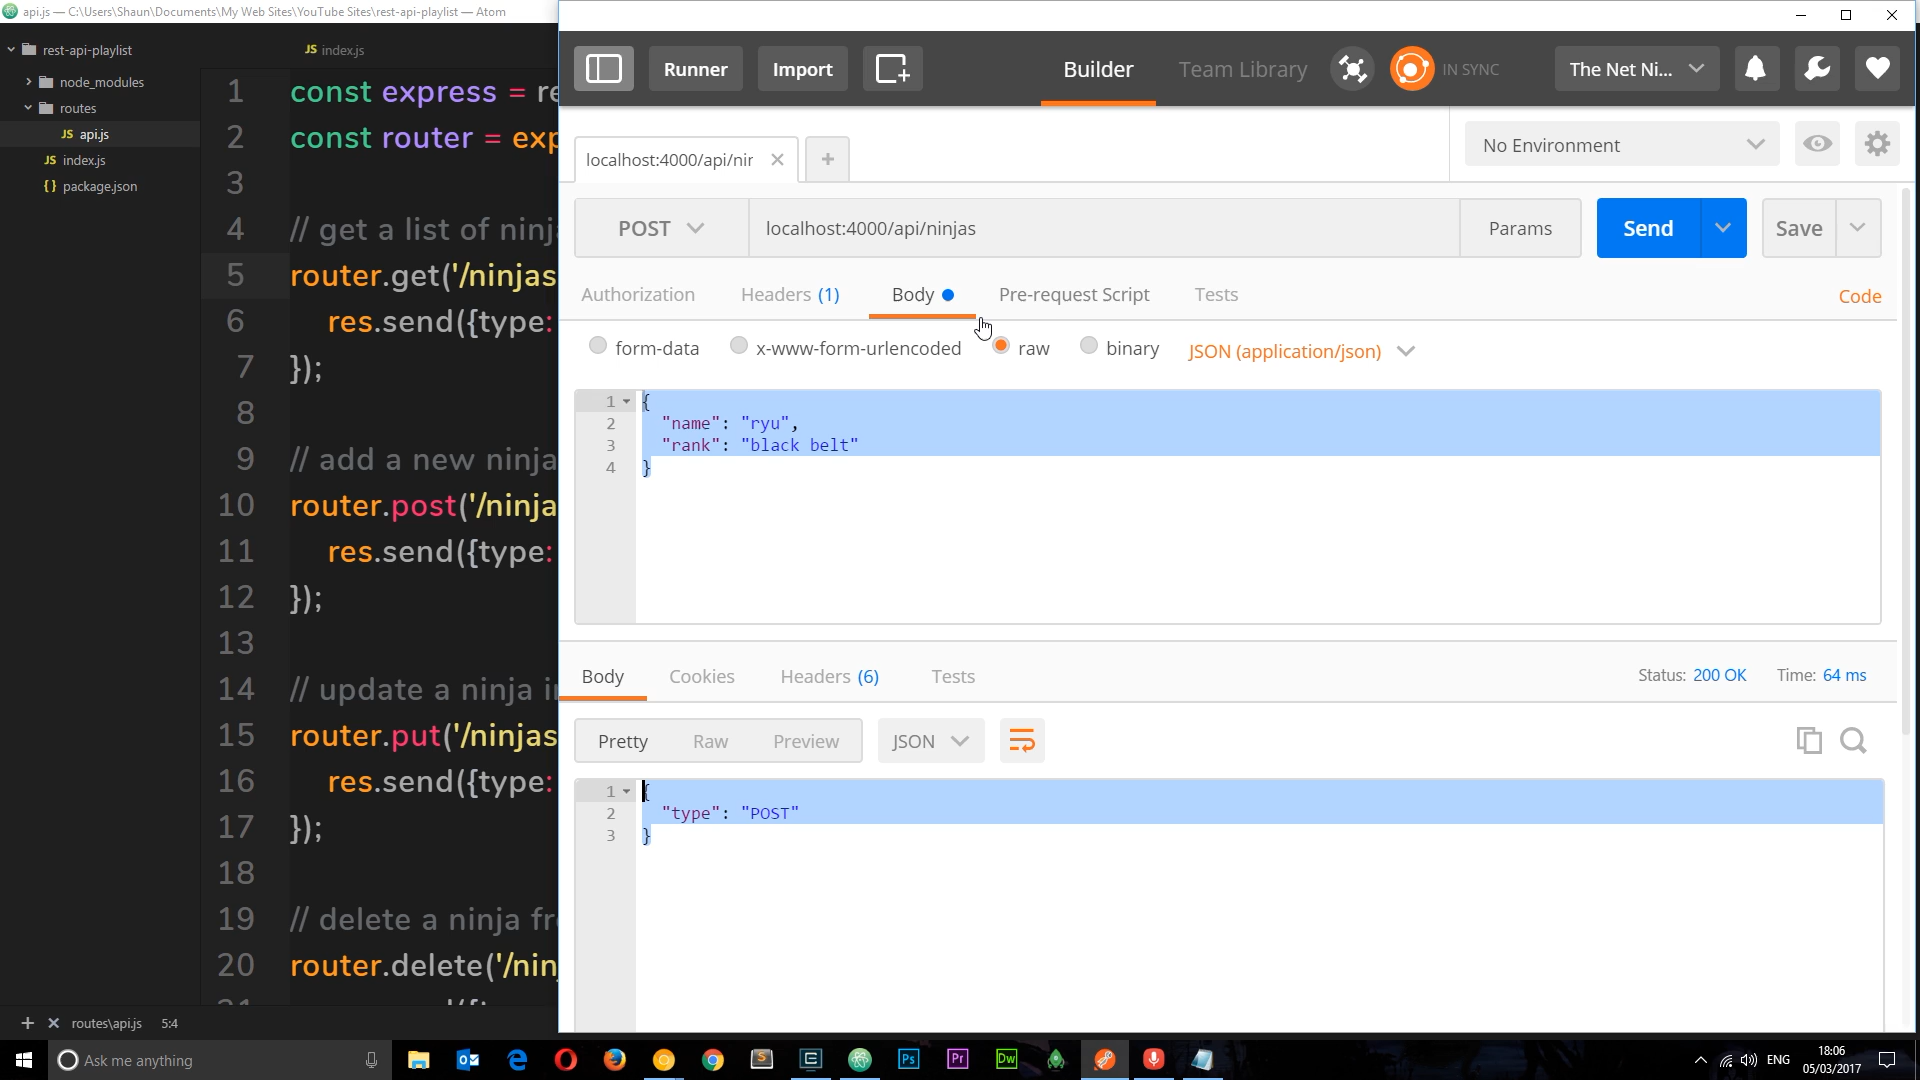 api.js — C:\Users\Shaun\Documents\My Web Sites\YouTube Sites\rest-api-playlist — Atom
rest-api-playlist
node_modules
routes
JS api.js
JS index.js
{} package.json
JS index.js
1 const express = re
2 const router = exp
3
4 // get a list of ninj
5 router.get('/ninjas
6 res.send({type:
7 });
8
9 // add a new ninja
10 router.post('/ninja
11 res.send({type:
12 });
13
14 // update a ninja i
15 router.put('/ninjas
16 res.send({type:
17 });
18
19 // delete a ninja fr
20 router.delete('/nin
routes\api.js 5:4
Runner Import Builder Team Library IN SYNC The Net Ni...
localhost:4000/api/nir
No Environment
POST localhost:4000/api/ninjas Params Send Save
Authorization Headers (1) Body Pre-request Script Tests Code
form-data x-www-form-urlencoded raw binary JSON (application/json)
1 {
2 "name": "ryu",
3 "rank": "black belt"
4 }
Body Cookies Headers (6) Tests Status: 200 OK Time: 64 ms
Pretty Raw Preview JSON
1 {
2 "type": "POST"
3 }
Ask me anything
Ps
Pr
Dw
ENG
18:06
05/03/2017